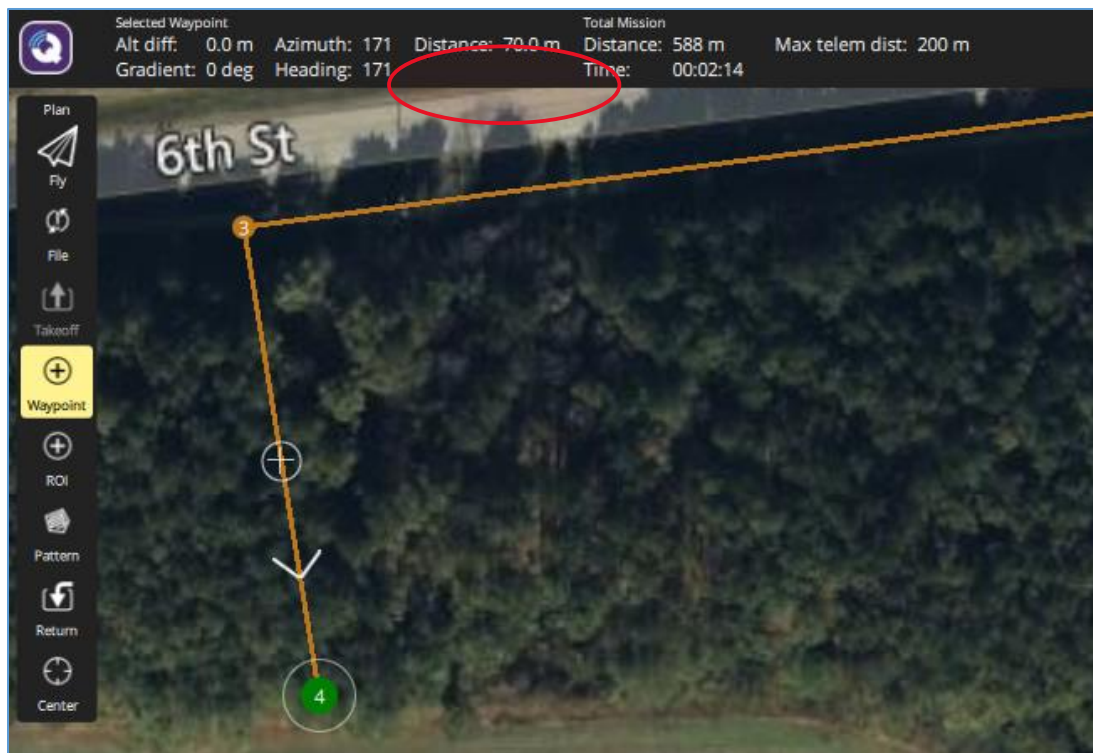 Selected Waypoint
Total Mission
Alt diff: 0.0 m Azimuth: 171 Distance: 70.0 m Distance: 588 m Max telem dist: 200 m
Gradient: 0 deg Heading: 171 Time: 00:02:14
Plan
6th St
Fly
3
File
Takeoff
Waypoint
ROI
Pattern
Return
4
Center